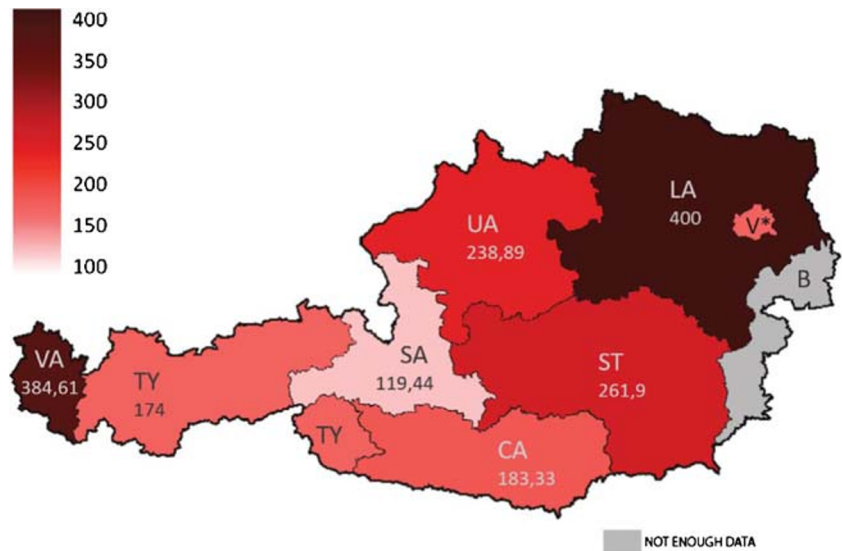 400
350
300
250
200
150
100
LA
400
V*
UA
238,89
B
VA
384,61
TY
174
SA
119,44
ST
261,9
TY
CA
183,33
NOT ENOUGH DATA